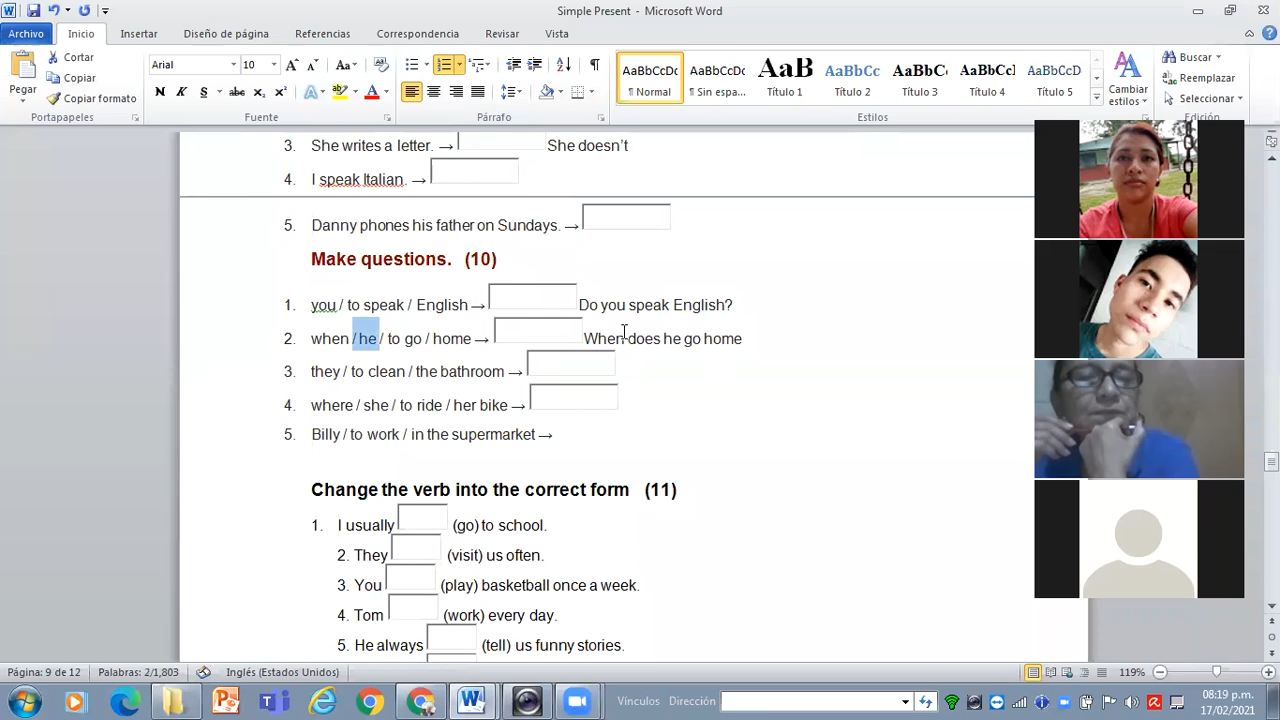 Simple Present - Microsoft Word
Archivo Inicio Insertar Diseño de página Referencias Correspondencia Revisar Vista
Pegar
Cortar
Copiar
Copiar formato
Portapapeles
Arial 10
Fuente
Párrafo
AaBbCcDc
¶ Normal
AaBbCcDc
¶ Sin espa...
AaB
Título 1
AaBbCc
Título 2
AaBbCc
Título 3
AaBbCc
Título 4
AaBbCcD
Título 5
Estilos
Cambiar estilos
Buscar
Reemplazar
Seleccionar
Edición
3. She writes a letter. → She doesn't
4. I speak Italian. →
5. Danny phones his father on Sundays. →
Make questions. (10)
1. you / to speak / English → Do you speak English?
2. when / he / to go / home → When does he go home
3. they / to clean / the bathroom →
4. where / she / to ride / her bike →
5. Billy / to work / in the supermarket →
Change the verb into the correct form (11)
1. I usually (go) to school.
2. They (visit) us often.
3. You (play) basketball once a week.
4. Tom (work) every day.
5. He always (tell) us funny stories.
Página: 9 de 12 Palabras: 2/1,803 Inglés (Estados Unidos) 119%
Vínculos Dirección
08:19 p.m.
17/02/2021